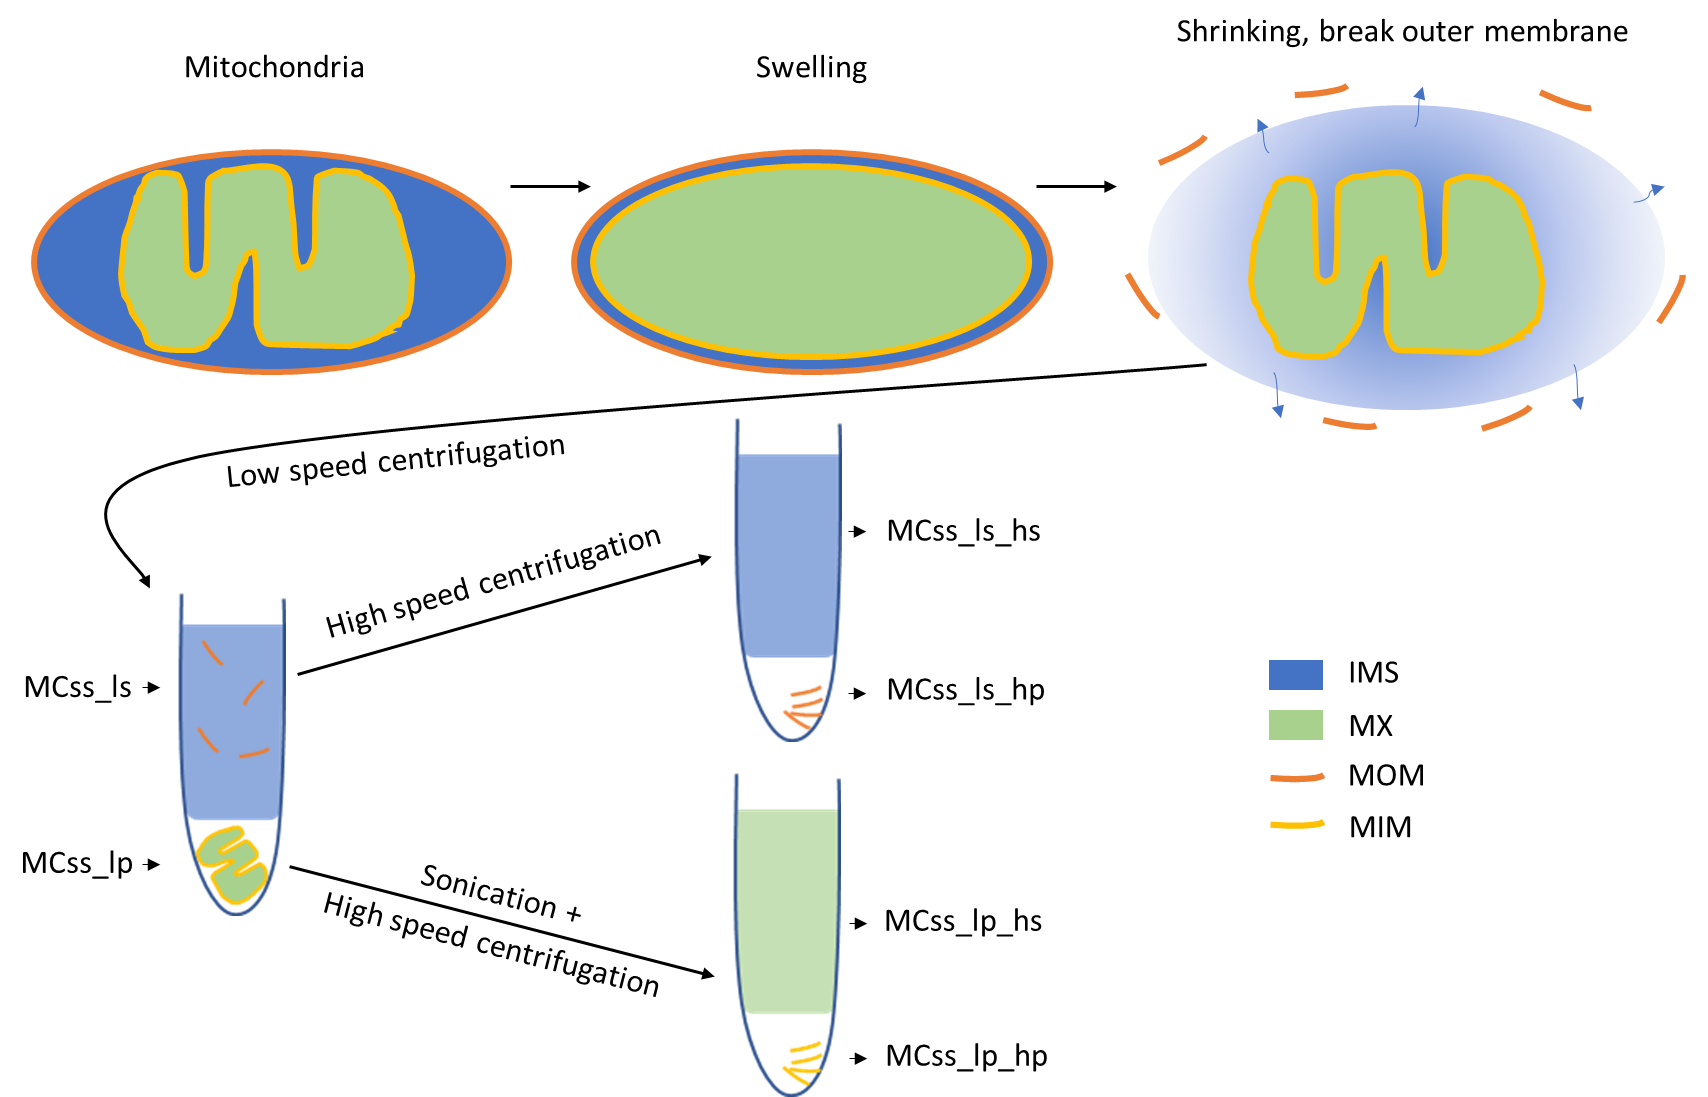 Shrinking, break outer membrane
Mitochondria
Swelling
Low speed centrifugation
High speed centrifugation
MCss_ls_hs
MCss_ls
MCss_ls_hp
IMS
MX
MOM
MIM
MCss_lp
Sonication +
High speed centrifugation
MCss_lp_hs
MCss_lp_hp